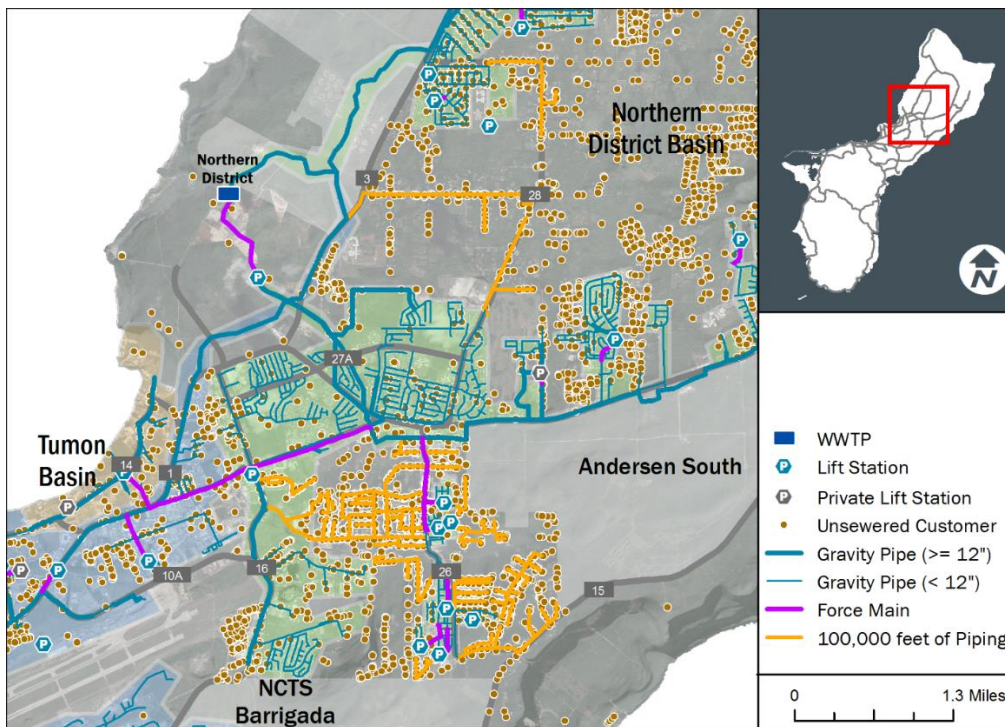 Northern
District Basin
Northern
District
3
28
27A
Tumon
Basin
14
1
Andersen South
10A
16
26
15
NCTS
Barrigada
N
WWTP
P Lift Station
P Private Lift Station
Unsewered Customer
Gravity Pipe (>= 12")
Gravity Pipe (< 12")
Force Main
100,000 feet of Piping
0 1.3 Miles